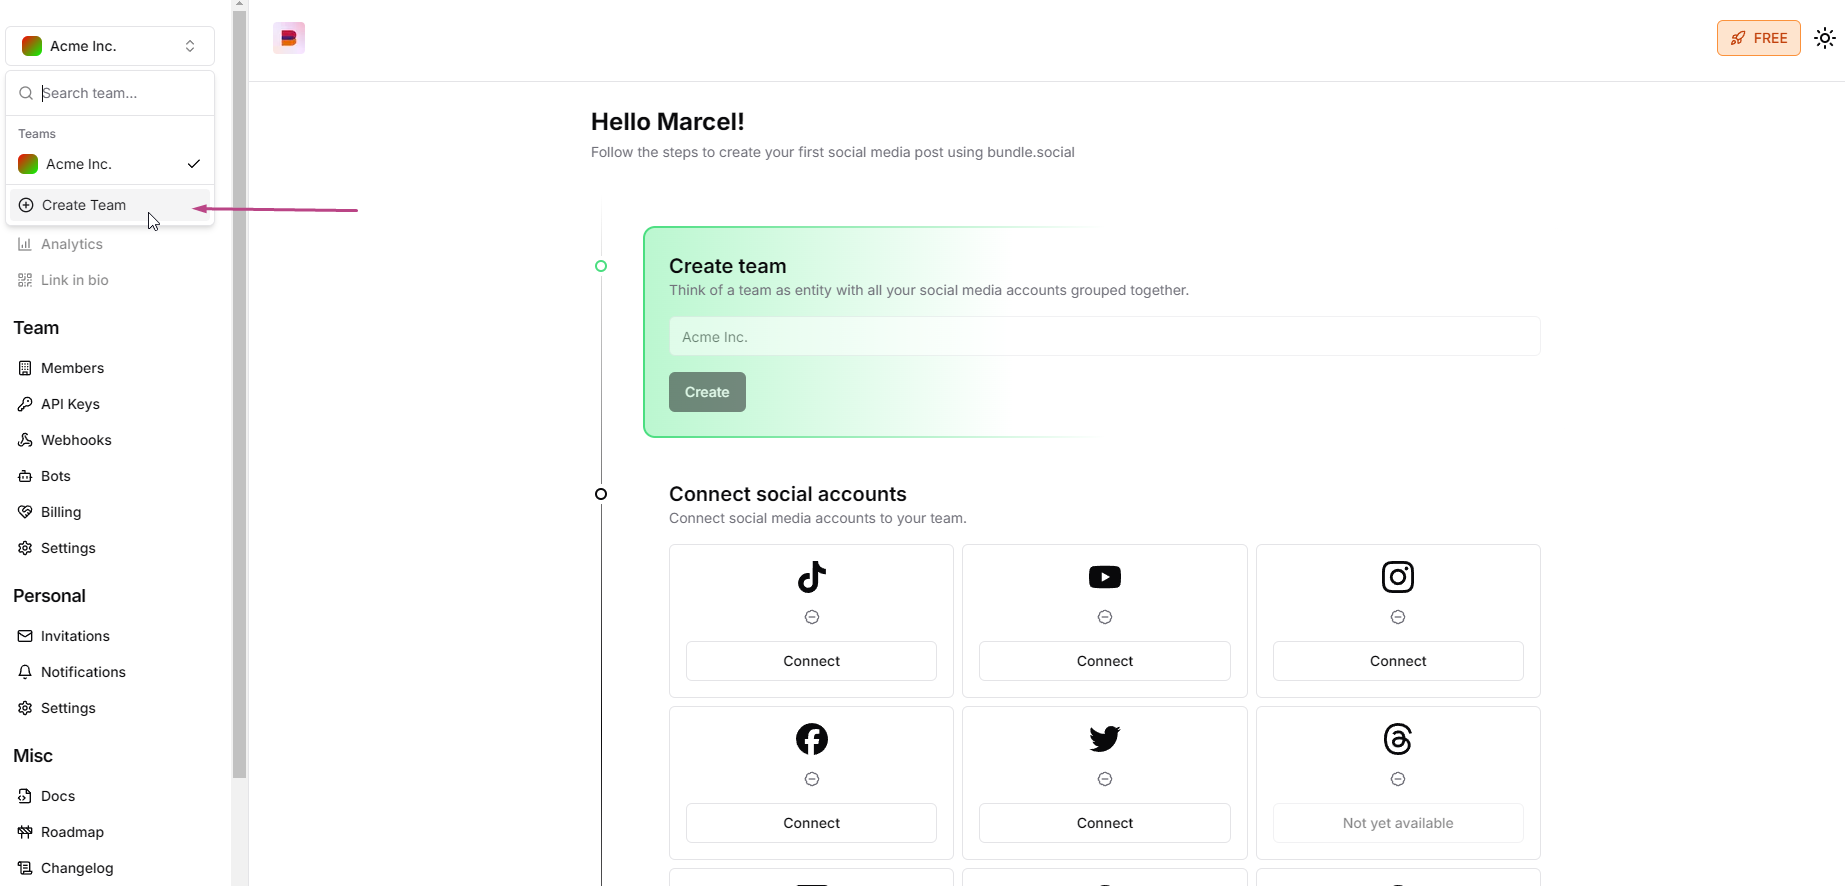 Acme Inc.
Search team...
Teams
Acme Inc.
Create Team
Analytics
Link in bio
Team
Members
API Keys
Webhooks
Bots
Billing
Settings
Personal
Invitations
Notifications
Settings
Misc
Docs
Roadmap
Changelog
B
FREE
Hello Marcel!
Follow the steps to create your first social media post using bundle.social
Create team
Think of a team as entity with all your social media accounts grouped together.
Acme Inc.
Create
Connect social accounts
Connect social media accounts to your team.
Connect
Connect
Connect
Connect
Connect
Not yet available